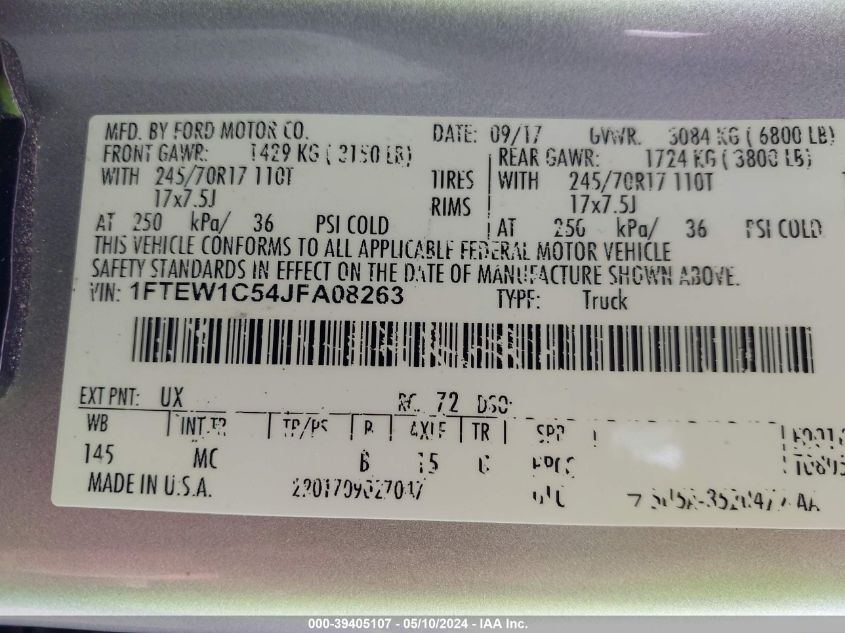 MFD. BY FORD MOTOR CO. DATE: 09/17 GVWR. 3084 KG ( 6800 LB)
FRONT GAWR: 1429 KG ( 3150 LB) REAR GAWR: 1724 KG ( 3800 LB)
WITH 245/70R17 110T TIRES WITH 245/70R17 110T
17x7.5J RIMS 17x7.5J
AT 250 kPa/ 36 PSI COLD AT 250 kPa/ 36 PSI COLD
THIS VEHICLE CONFORMS TO ALL APPLICABLE FEDERAL MOTOR VEHICLE
SAFETY STANDARDS IN EFFECT ON THE DATE OF MANUFACTURE SHOWN ABOVE.
VIN: 1FTEW1C54JFA08263 TYPE: Truck
EXT PNT: UX RC. 72 DSO:
WB INT.TR TP/PS R AXLE TR SPR
145 MC B 15
MADE IN U.S.A.
000-39405107 - 05/10/2024 - IAA Inc.